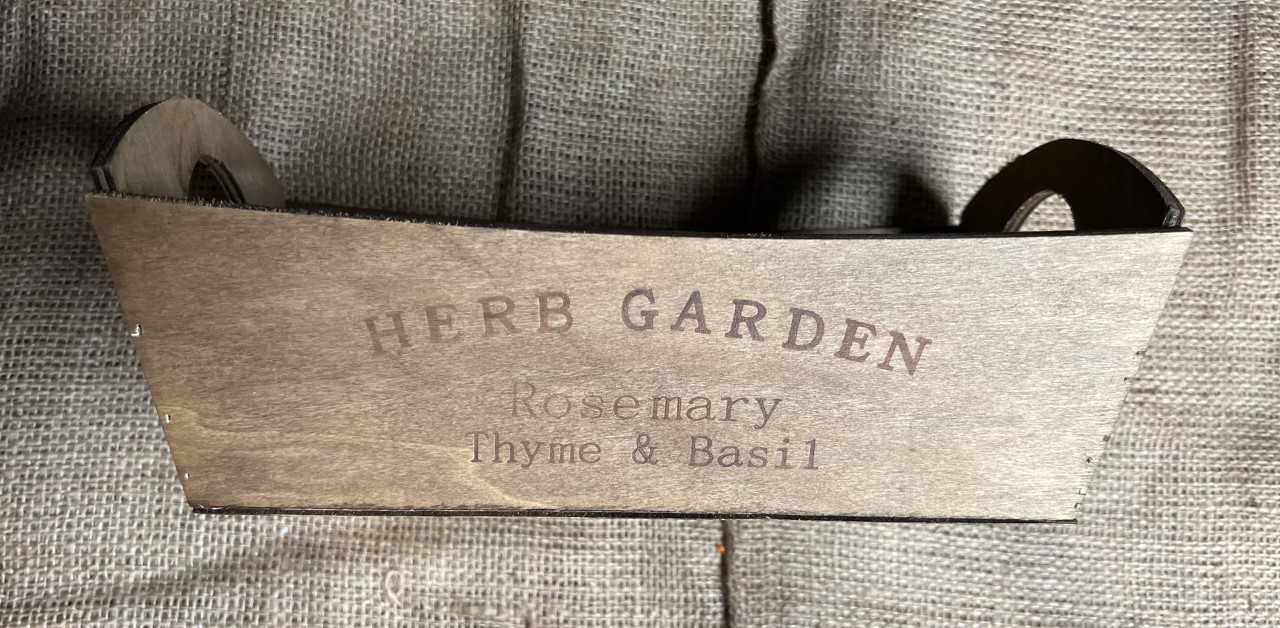 HERB GARDEN
Rosemary
Thyme & Basil